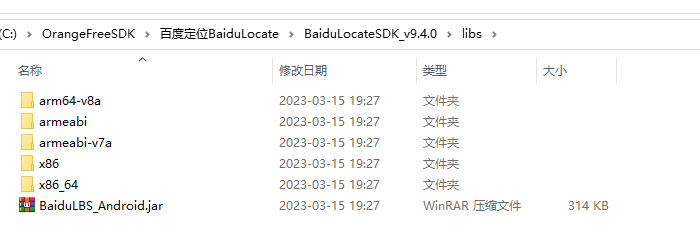 (C:) > OrangeFreeSDK > 百度定位BaiduLocate > BaiduLocateSDK_v9.4.0 > libs >
名称 修改日期 类型 大小
arm64-v8a 2023-03-15 19:27 文件夹
armeabi 2023-03-15 19:27 文件夹
armeabi-v7a 2023-03-15 19:27 文件夹
x86 2023-03-15 19:27 文件夹
x86_64 2023-03-15 19:27 文件夹
BaiduLBS_Android.jar 2023-03-15 19:27 WinRAR 压缩文件 314 KB